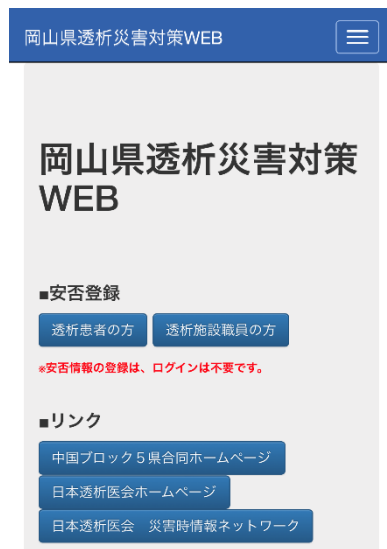 岡山県透析災害対策WEB
岡山県透析災害対策
WEB
■安否登録
透析患者の方 透析施設職員の方
※安否情報の登録は、ログインは不要です。
■リンク
中国ブロック５県合同ホームページ
日本透析医会ホームページ
日本透析医会　災害時情報ネットワーク